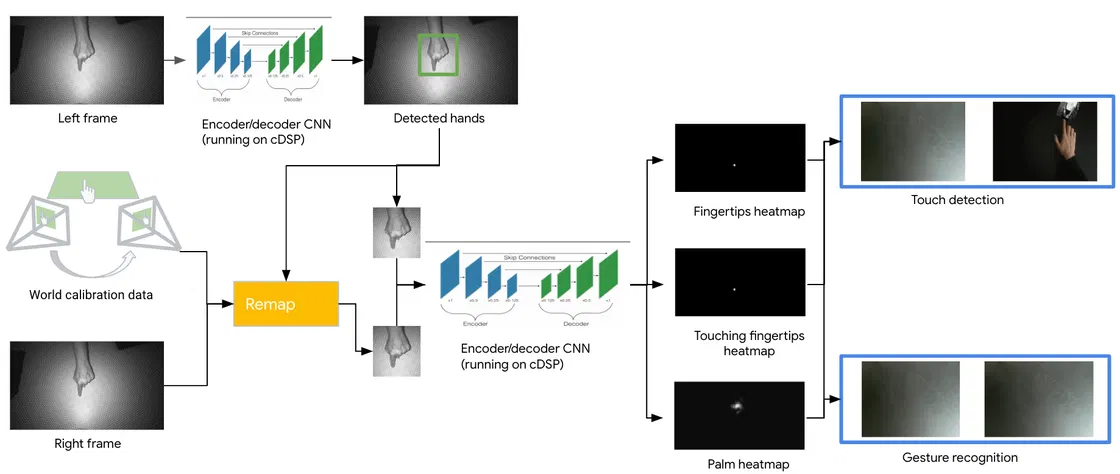 Skip Connections
Encoder
Decoder
Left frame
Encoder/decoder CNN
(running on cDSP)
Detected hands
World calibration data
Remap
Right frame
Skip Connections
Encoder
Decoder
Encoder/decoder CNN
(running on cDSP)
Fingertips heatmap
Touching fingertips
heatmap
Palm heatmap
Touch detection
Gesture recognition